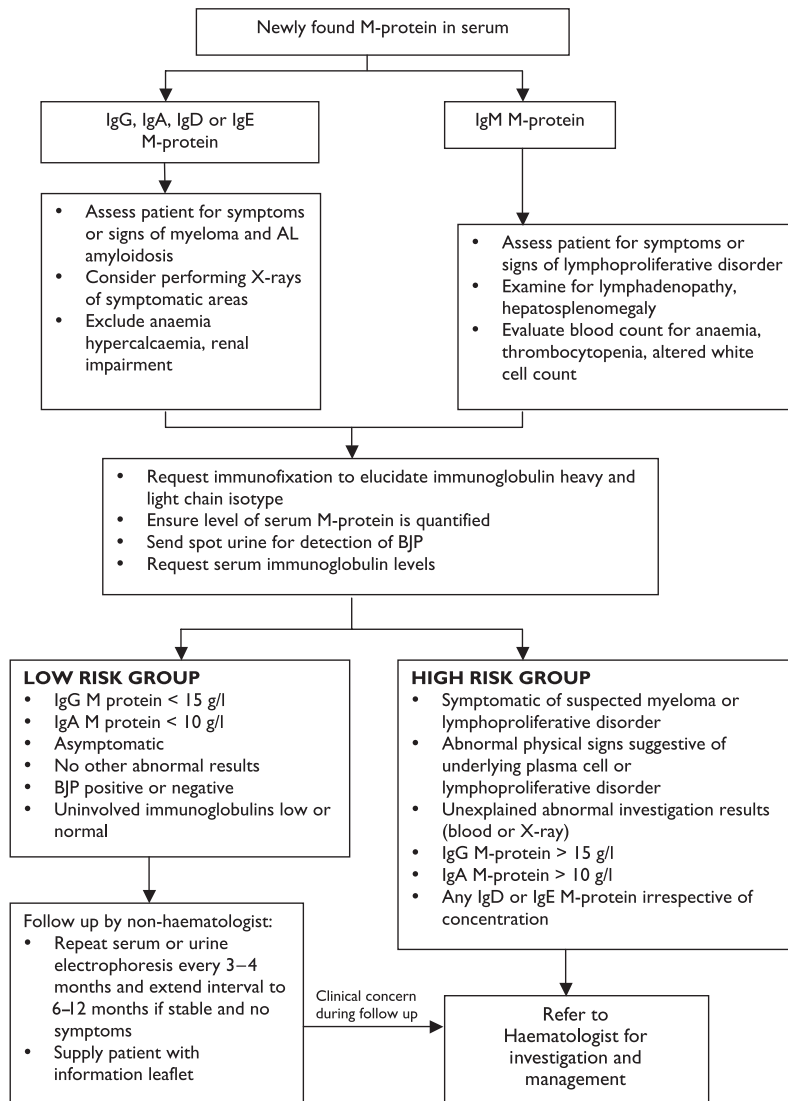 Newly found M-protein in serum
IgG, IgA, IgD or IgE
M-protein
IgM M-protein
• Assess patient for symptoms
or signs of myeloma and AL
amyloidosis
• Consider performing X-rays
of symptomatic areas
• Exclude anaemia
hypercalcaemia, renal
impairment
• Assess patient for symptoms or
signs of lymphoproliferative disorder
• Examine for lymphadenopathy,
hepatosplenomegaly
• Evaluate blood count for anaemia,
thrombocytopenia, altered white
cell count
• Request immunofixation to elucidate immunoglobulin heavy and
light chain isotype
• Ensure level of serum M-protein is quantified
• Send spot urine for detection of BJP
• Request serum immunoglobulin levels
LOW RISK GROUP
• IgG M protein < 15 g/l
• IgA M protein < 10 g/l
• Asymptomatic
• No other abnormal results
• BJP positive or negative
• Uninvolved immunoglobulins low or
normal
HIGH RISK GROUP
• Symptomatic of suspected myeloma or
lymphoproliferative disorder
• Abnormal physical signs suggestive of
underlying plasma cell or
lymphoproliferative disorder
• Unexplained abnormal investigation results
(blood or X-ray)
• IgG M-protein > 15 g/l
• IgA M-protein > 10 g/l
• Any IgD or IgE M-protein irrespective of
concentration
Follow up by non-haematologist:
• Repeat serum or urine
electrophoresis every 3–4
months and extend interval to
6–12 months if stable and no
symptoms
• Supply patient with
information leaflet
Clinical concern
during follow up
Refer to
Haematologist for
investigation and
management